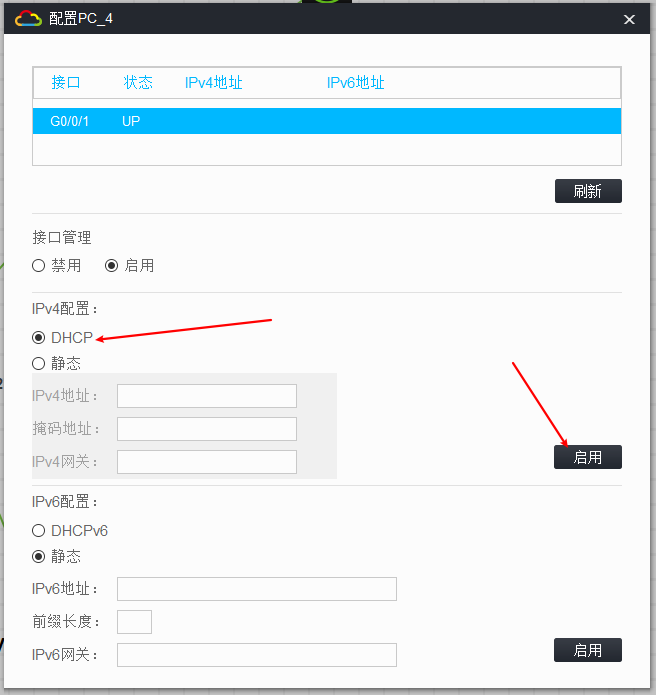 配置PC_4
接口 状态 IPv4地址 IPv6地址
G0/0/1 UP
刷新
接口管理
禁用 启用
IPv4配置：
DHCP
静态
IPv4地址：
掩码地址：
IPv4网关：
启用
IPv6配置：
DHCPv6
静态
IPv6地址：
前缀长度：
IPv6网关：
启用